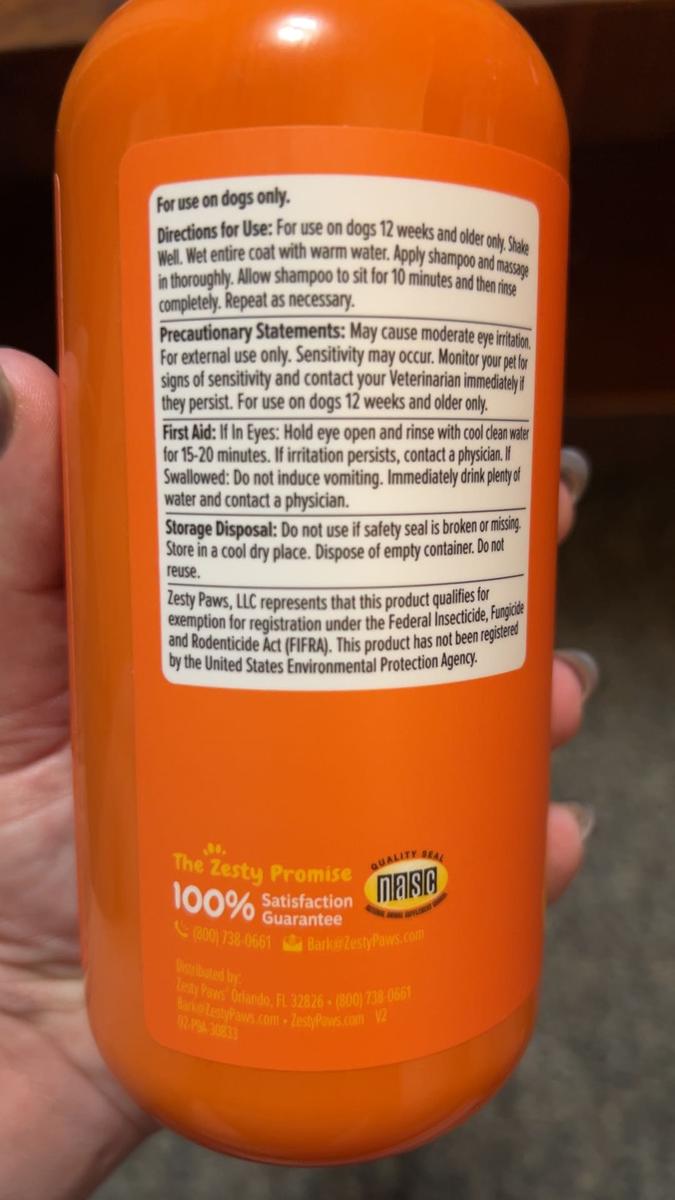 For use on dogs only.
Directions for Use: For use on dogs 12 weeks and older only. Shake
Well. Wet entire coat with warm water. Apply shampoo and massage
in thoroughly. Allow shampoo to sit for 10 minutes and then rinse
completely. Repeat as necessary.
Precautionary Statements: May cause moderate eye irritation.
For external use only. Sensitivity may occur. Monitor your pet for
signs of sensitivity and contact your Veterinarian immediately if
they persist. For use on dogs 12 weeks and older only.
First Aid: If In Eyes: Hold eye open and rinse with cool clean water
for 15-20 minutes. If irritation persists, contact a physician. If
Swallowed: Do not induce vomiting. Immediately drink plenty of
water and contact a physician.
Storage Disposal: Do not use if safety seal is broken or missing.
Store in a cool dry place. Dispose of empty container. Do not
reuse.
Zesty Paws, LLC represents that this product qualifies for
exemption for registration under the Federal Insecticide, Fungicide
and Rodenticide Act (FIFRA). This product has not been registered
by the United States Environmental Protection Agency.
The Zesty Promise
100% Satisfaction
Guarantee
(800) 738-0661 Bark@ZestyPaws.com
QUALITY SEAL
nasc
Distributed by:
Zesty Paws® Orlando, FL 32826 • (800) 738-0661
Bark@ZestyPaws.com • ZestyPaws.com V2